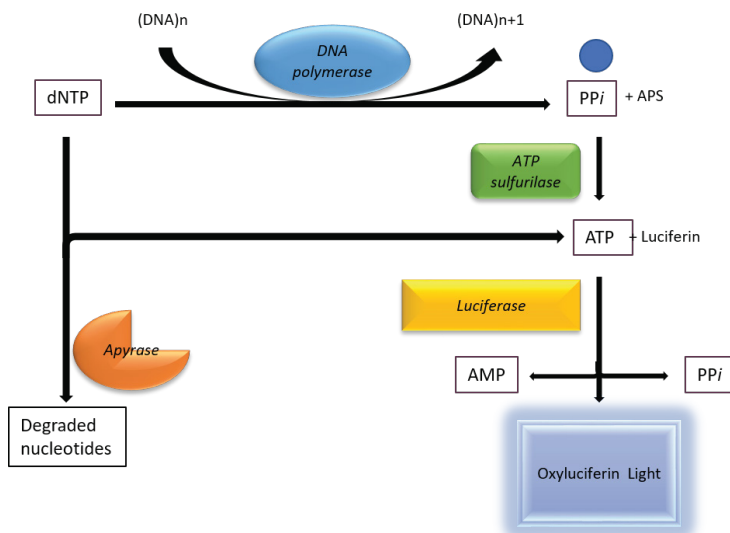 (DNA)n
(DNA)n+1
DNA
polymerase
dNTP
PPi
+ APS
ATP
sulfurilase
ATP
+ Luciferin
Luciferase
Apyrase
AMP
PPi
Degraded
nucleotides
Oxyluciferin Light